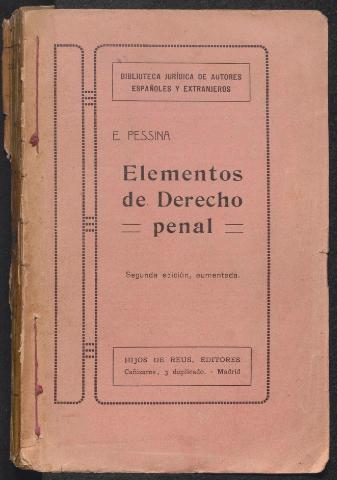 BIBLIOTECA JURÍDICA DE AUTORES
ESPAÑOLES Y EXTRANJEROS
E. PESSINA
Elementos
de Derecho
penal
Segunda edición, aumentada.
HIJOS DE REUS, EDITORES
Cañizares, 3 duplicado. - Madrid